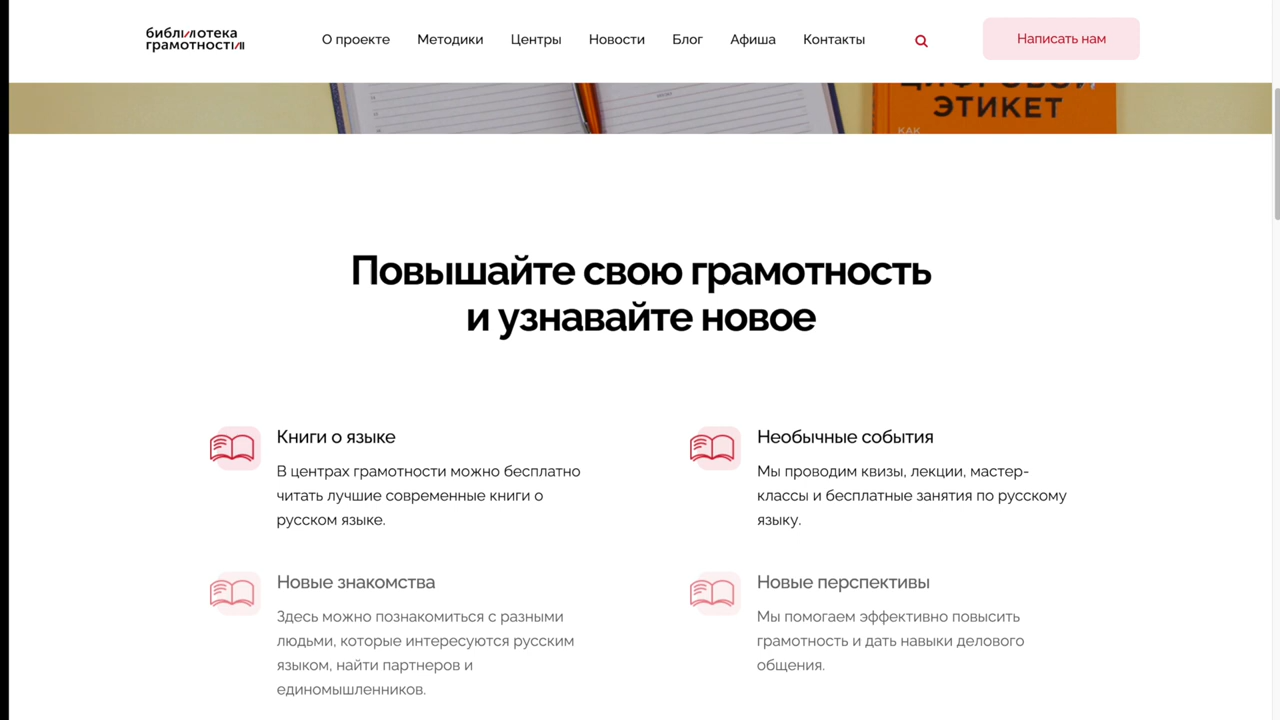 библиотека
грамотности
О проекте Методики Центры Новости Блог Афиша Контакты
Написать нам
ЭТИКЕТ
КАК
Повышайте свою грамотность
и узнавайте новое
Книги о языке
В центрах грамотности можно бесплатно
читать лучшие современные книги о
русском языке.
Необычные события
Мы проводим квизы, лекции, мастер-
классы и бесплатные занятия по русскому
языку.
Новые знакомства
Здесь можно познакомиться с разными
людьми, которые интересуются русским
языком, найти партнеров и
единомышленников.
Новые перспективы
Мы помогаем эффективно повысить
грамотность и дать навыки делового
общения.